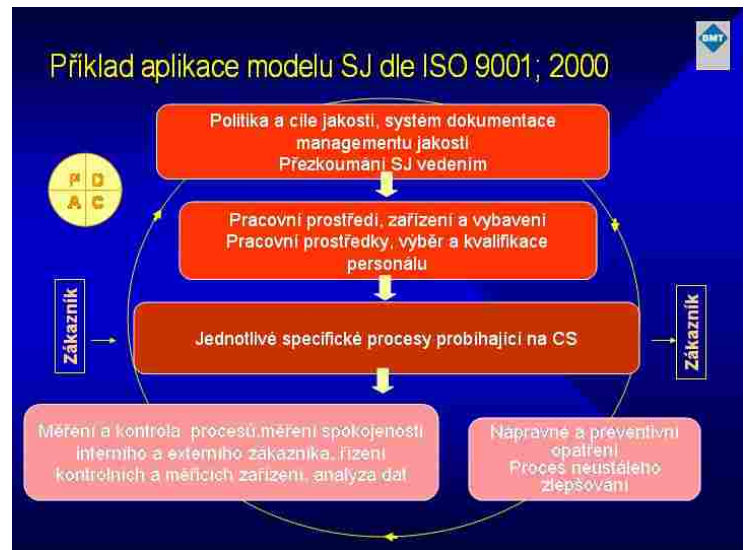 BMT
Příklad aplikace modelu SJ dle ISO 9001; 2000
Politika a cíle jakosti, systém dokumentace
managementu jakosti
Přezkoumání SJ vedením
P D
A C
Pracovní prostředí, zařízení a vybavení
Pracovní prostředky, výběr a kvalifikace
personálu
Zákazník
Jednotlivé specifické procesy probíhající na CS
Zákazník
Měření a kontrola procesů,měření spokojenosti
interního a externího zákazníka, řízení
kontrolních a měřících zařízení, analýza dat
Nápravné a preventivní
opatření
Proces neustálého
zlepšování